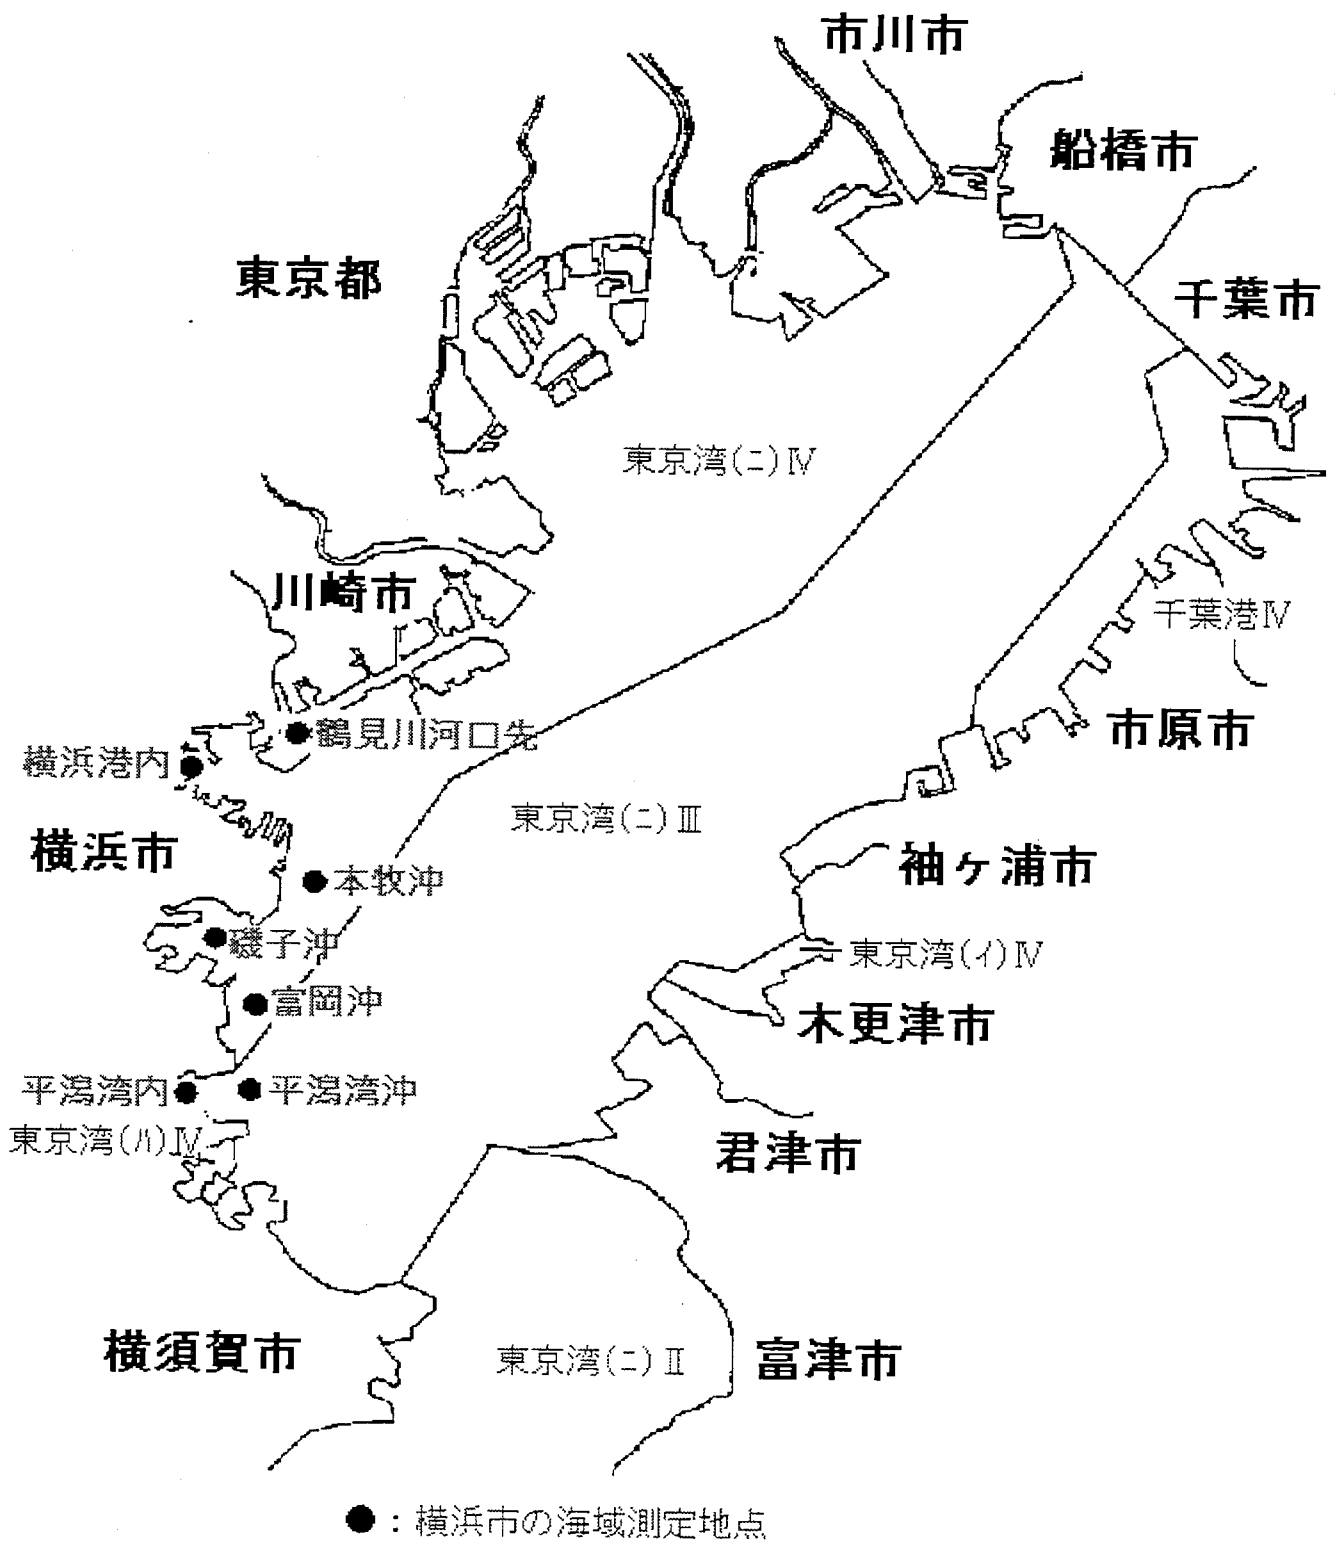 市川市
船橋市
東京都
千葉市
東京湾(ﾆ)Ⅳ
川崎市
千葉港Ⅳ
鶴見川河口先
市原市
横浜港内
東京湾(ﾆ)Ⅲ
横浜市
袖ヶ浦市
本牧沖
磯子沖
東京湾(ｲ)Ⅳ
富岡沖
木更津市
平潟湾内
平潟湾沖
東京湾(ﾊ)Ⅳ
君津市
横須賀市
東京湾(ﾆ)Ⅱ
富津市
●：横浜市の海域測定地点